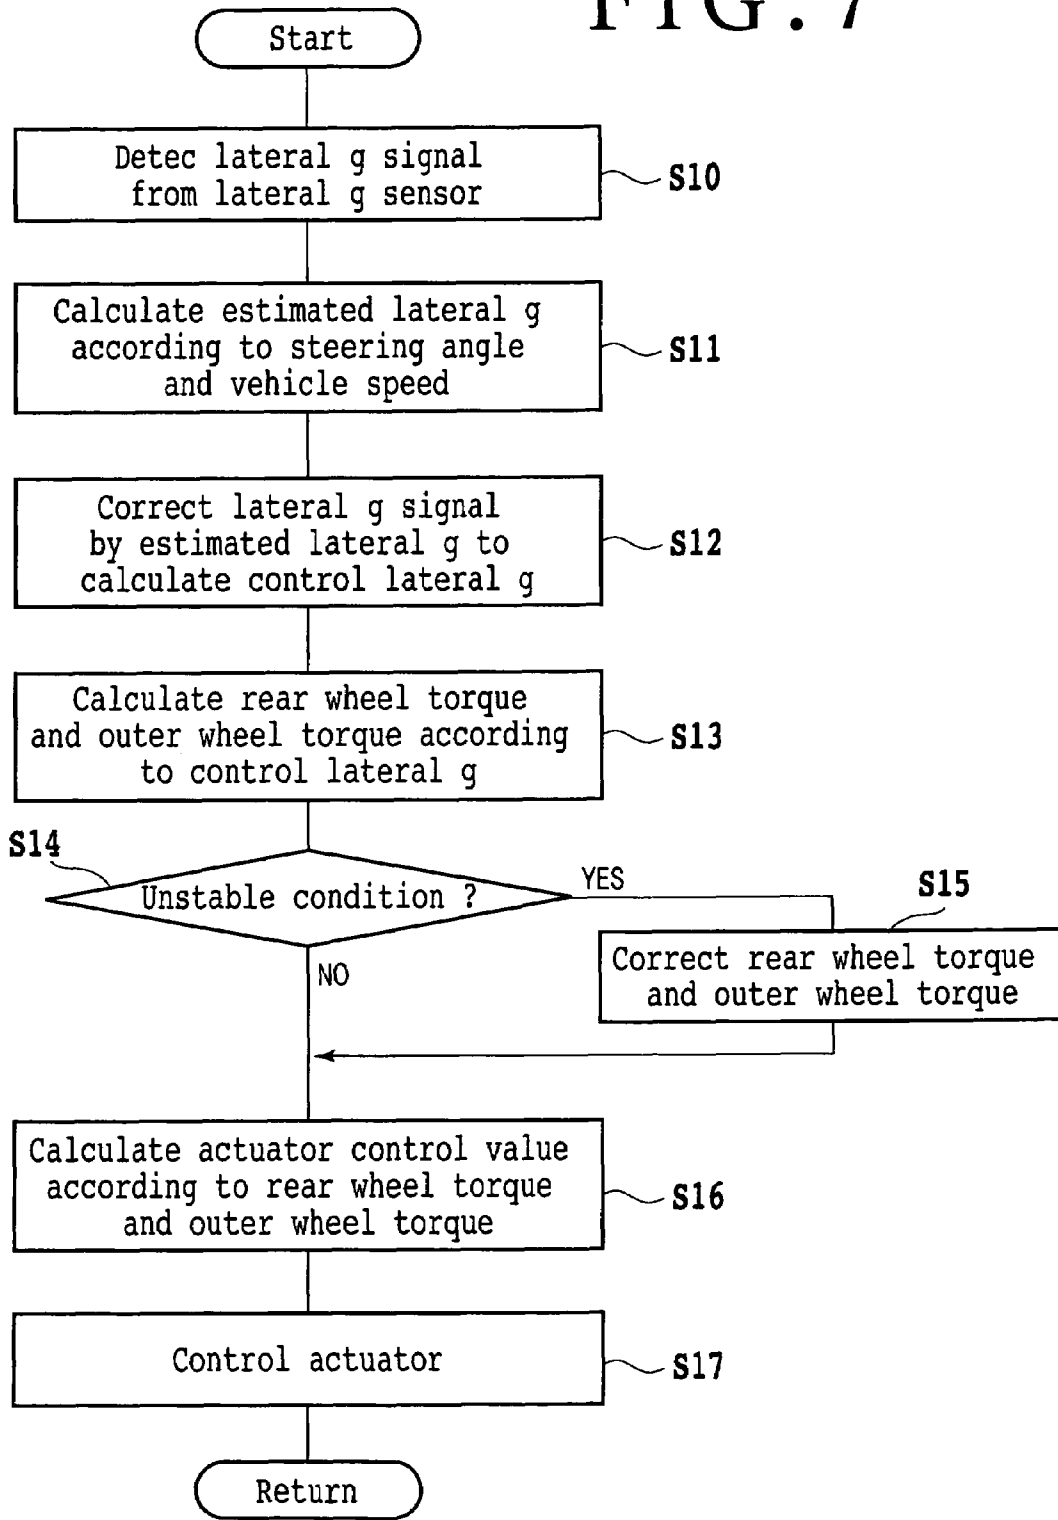 FIG. 7
Start
Detec lateral g signal
from lateral g sensor
S10
Calculate estimated lateral g
according to steering angle
and vehicle speed
S11
Correct lateral g signal
by estimated lateral g to
calculate control lateral g
S12
Calculate rear wheel torque
and outer wheel torque according
to control lateral g
S13
S14
Unstable condition ?
YES
NO
S15
Correct rear wheel torque
and outer wheel torque
Calculate actuator control value
according to rear wheel torque
and outer wheel torque
S16
Control actuator
S17
Return